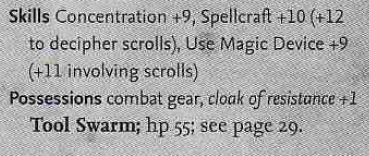 Skills Concentration +9, Spellcraft +10 (+12
to decipher scrolls), Use Magic Device +9
(+11 involving scrolls)
Possessions combat gear, cloak of resistance +1
Tool Swarm; hp 55; see page 29.